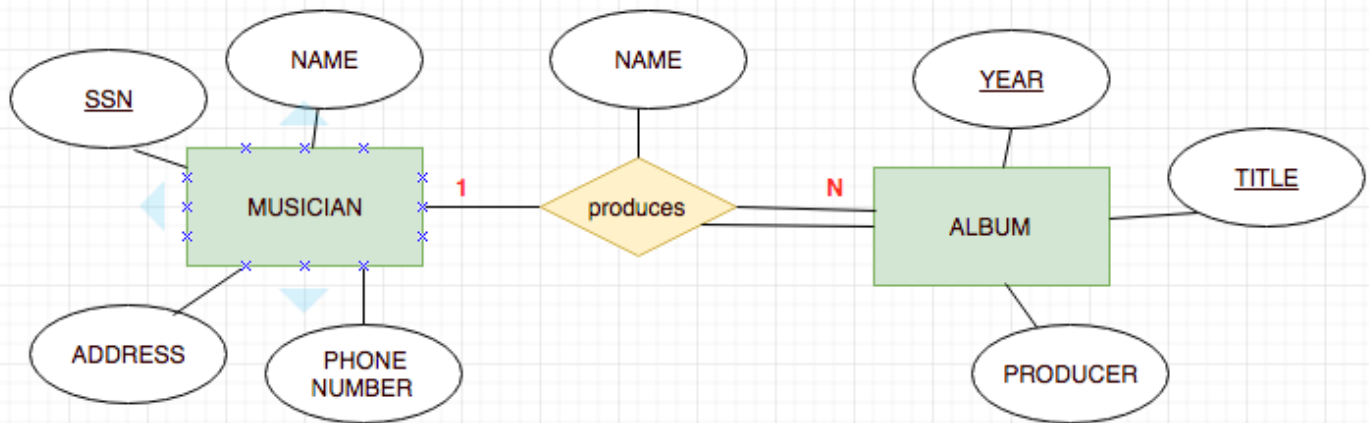 NAME
NAME
YEAR
SSN
TITLE
MUSICIAN
1
produces
N
ALBUM
ADDRESS
PHONE
NUMBER
PRODUCER